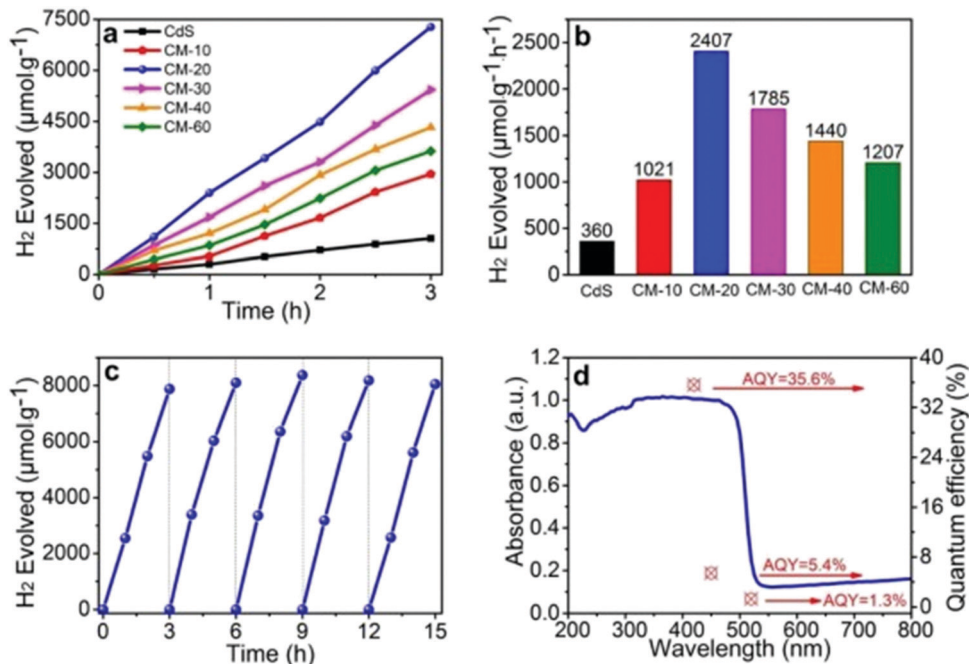 a
H2 Evolved (μmol.g⁻¹)
7500
6000
4500
3000
1500
0
CdS
CM-10
CM-20
CM-30
CM-40
CM-60
0 1 2 3
Time (h)
b
H2 Evolved (μmol.g⁻¹.h⁻¹)
2500
2000
1500
1000
500
0
360
1021
2407
1785
1440
1207
CdS CM-10 CM-20 CM-30 CM-40 CM-60
c
H2 Evolved (μmol.g⁻¹)
8000
6000
4000
2000
0
0 3 6 9 12 15
Time (h)
d
Absorbance (a.u.)
1.2
1.0
0.8
0.6
0.4
0.2
0.0
AQY=35.6%
AQY=5.4%
AQY=1.3%
40
32
24
16
8
0
Quantum efficiency (%)
200 300 400 500 600 700 800
Wavelength (nm)